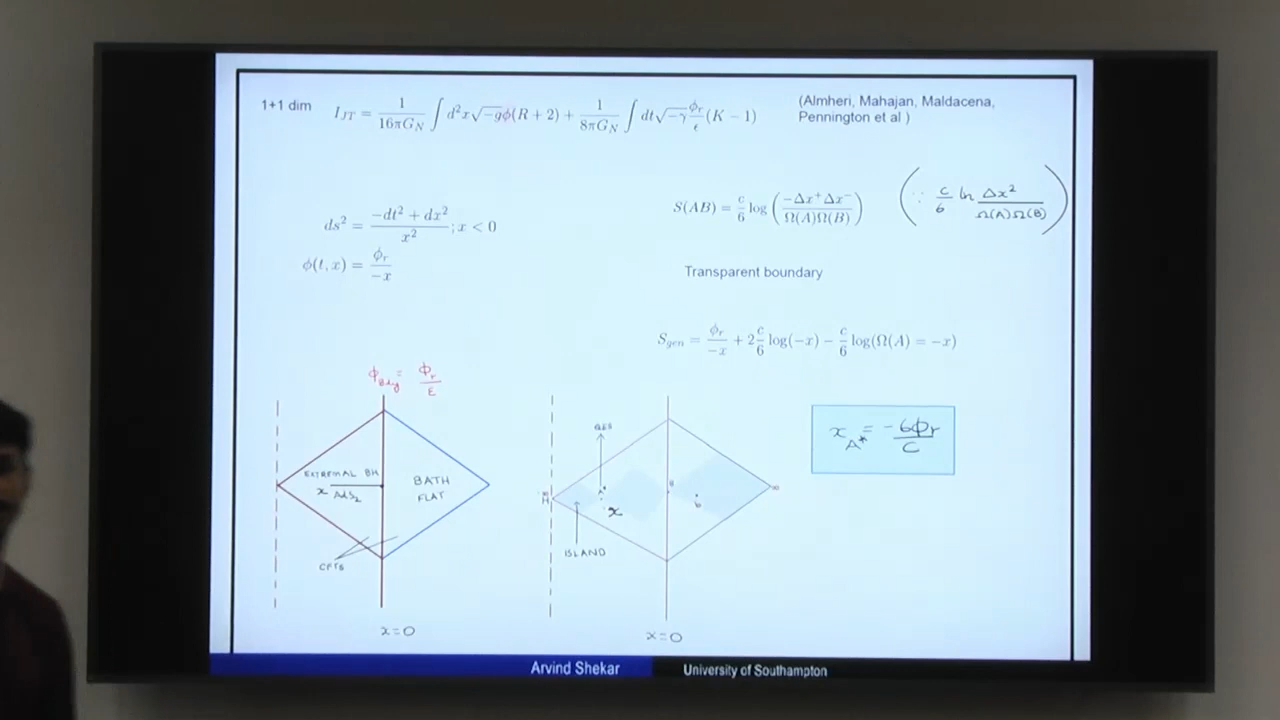 1+1 dim
I_{JT} = \frac{1}{16\pi G_N} \int d^2x \sqrt{-g}\phi(R + 2) + \frac{1}{8\pi G_N} \int dt \sqrt{-\gamma} \frac{\phi_r}{\epsilon} (K - 1)
(Almheri, Mahajan, Maldacena,
Pennington et al )
ds^2 = \frac{-dt^2 + dx^2}{x^2} ; x < 0
\phi(t, x) = \frac{\phi_r}{-x}
S(AB) = \frac{c}{6} \log \left( \frac{-\Delta x^+ \Delta x^-}{\Omega(A)\Omega(B)} \right)
( ∵ \frac{c}{6} ln \frac{\Delta x^2}{\Omega(A)\Omega(B)} )
Transparent boundary
S_{gen} = \frac{\phi_r}{-x} + 2\frac{c}{6} \log(-x) - \frac{c}{6} \log(\Omega(A) = -x)
\phi_{Bdy} = \frac{\phi_r}{\epsilon}
EXTREMAL BH
x AdS_2
BATH
FLAT
CFTS
x=0
QES
A*
x
B
b
ISLAND
x=0
x_{A*} = -\frac{6\phi_r}{c}
Arvind Shekar
University of Southampton